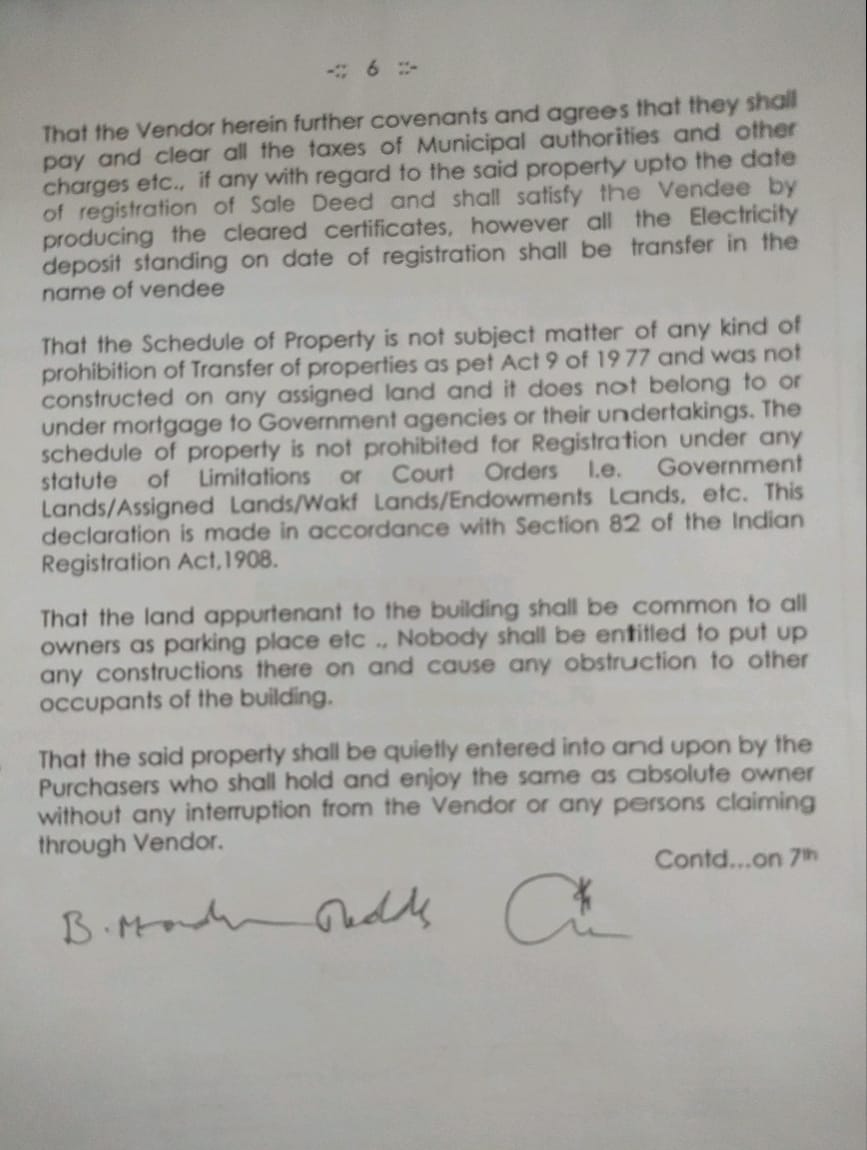 -:: 6 ::-
That the Vendor herein further covenants and agrees that they shall
pay and clear all the taxes of Municipal authorities and other
charges etc., if any with regard to the said property upto the date
of registration of Sale Deed and shall satisfy the Vendee by
producing the cleared certificates, however all the Electricity
deposit standing on date of registration shall be transfer in the
name of vendee
That the Schedule of Property is not subject matter of any kind of
prohibition of Transfer of properties as pet Act 9 of 1977 and was not
constructed on any assigned land and it does not belong to or
under mortgage to Government agencies or their undertakings. The
schedule of property is not prohibited for Registration under any
statute of Limitations or Court Orders I.e. Government
Lands/Assigned Lands/Wakf Lands/Endowments Lands, etc. This
declaration is made in accordance with Section 82 of the Indian
Registration Act,1908.
That the land appurtenant to the building shall be common to all
owners as parking place etc ., Nobody shall be entitled to put up
any constructions there on and cause any obstruction to other
occupants of the building.
That the said property shall be quietly entered into and upon by the
Purchasers who shall hold and enjoy the same as absolute owner
without any interruption from the Vendor or any persons claiming
through Vendor.
Contd...on 7th
B.